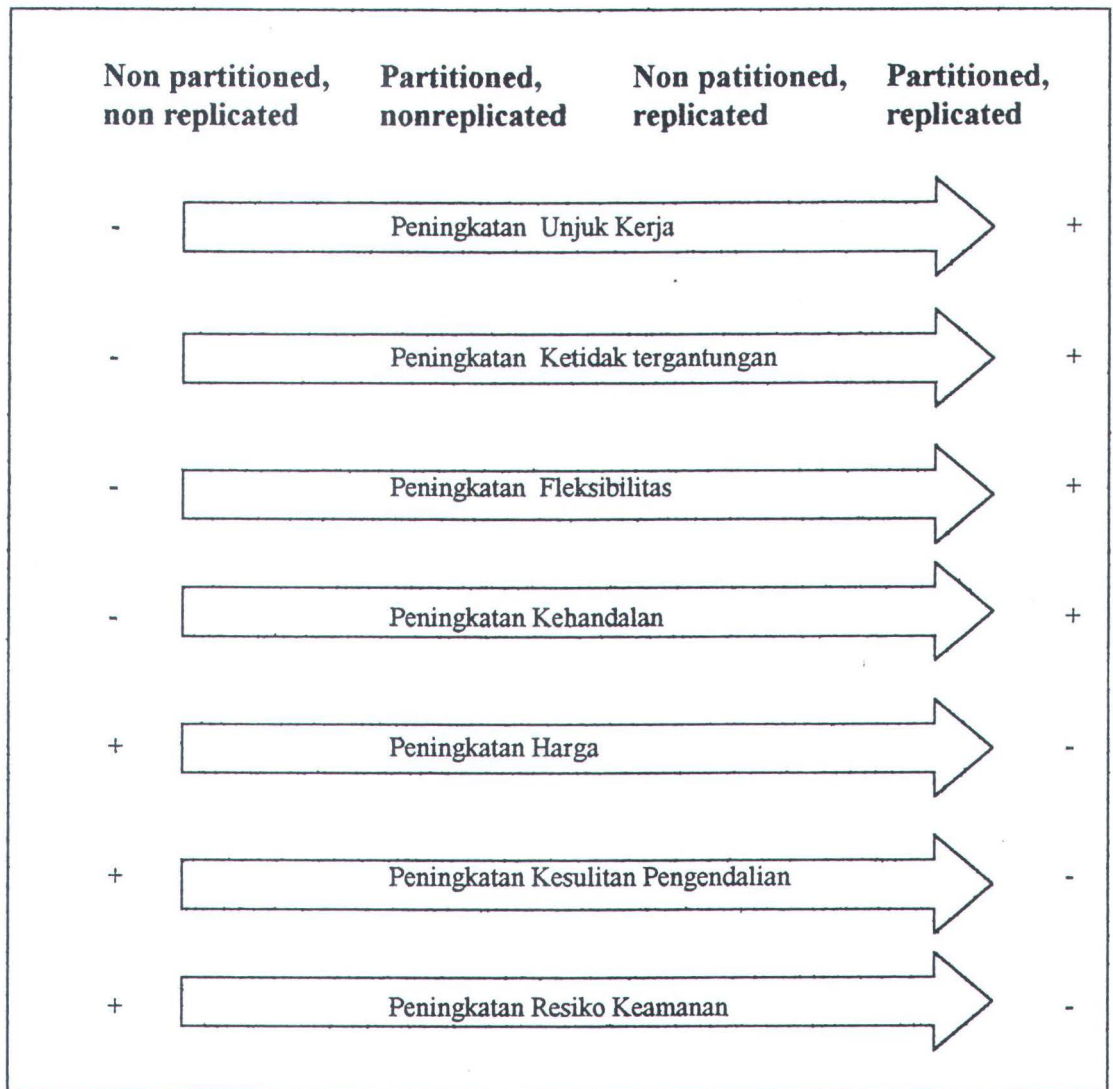 Non partitioned, Partitioned, Non patitioned, Partitioned,
non replicated nonreplicated replicated replicated
- Peningkatan Unjuk Kerja +
- Peningkatan Ketidak tergantungan +
- Peningkatan Fleksibilitas +
- Peningkatan Kehandalan +
+ Peningkatan Harga -
+ Peningkatan Kesulitan Pengendalian -
+ Peningkatan Resiko Keamanan -